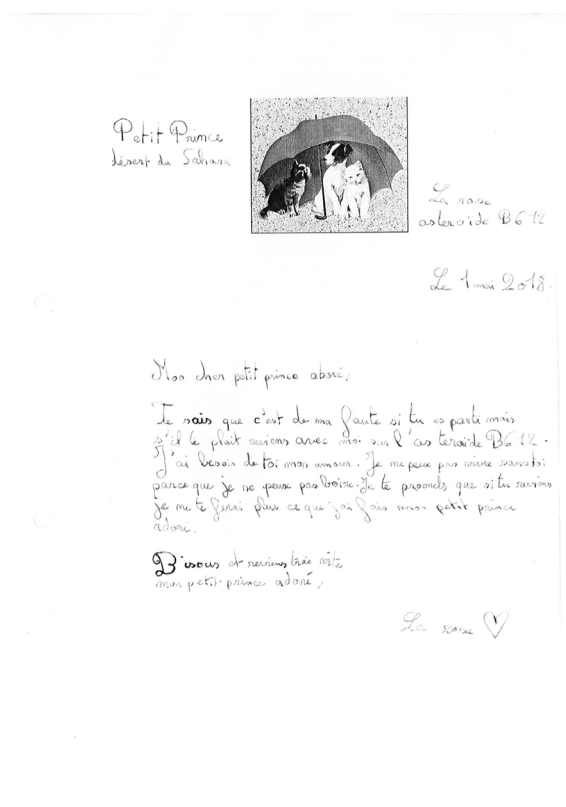 Petit Prince
désert du Sahara
La rose
asteroïde B612
Le 1 mai 2018.
Mon cher petit prince adoré,
Je sais que c'est de ma faute si tu es parti mais
s'il te plait reviens avec moi sur l'asteroïde B612.
J'ai besoin de toi mon amour. Je ne peux pas vivre sans toi
parce que je ne peux pas boire. Je te promets que si tu reviens
je ne te ferai plus ce que j'ai fais mon petit prince
adoré.
Bisous et reviens très vite
mon petit prince adoré,
La rose